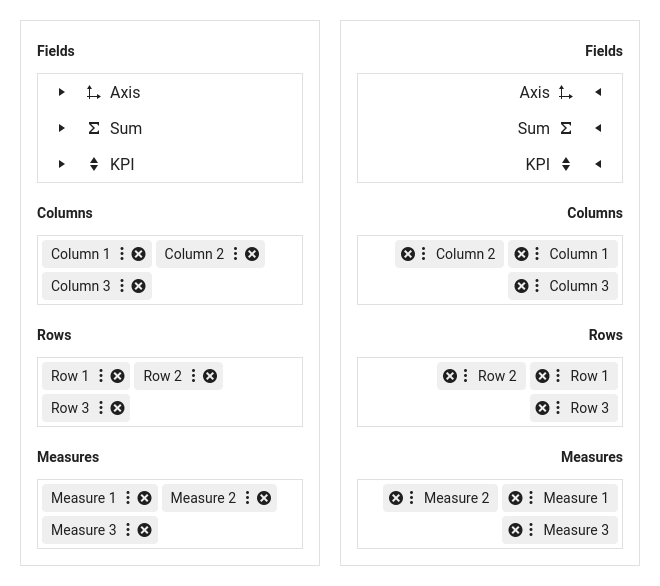 Fields
Axis
Sum
KPI
Columns
Column 1 Column 2
Column 3
Rows
Row 1 Row 2
Row 3
Measures
Measure 1 Measure 2
Measure 3
Fields
Axis
Sum
KPI
Columns
Column 2 Column 1
Column 3
Rows
Row 2 Row 1
Row 3
Measures
Measure 2 Measure 1
Measure 3